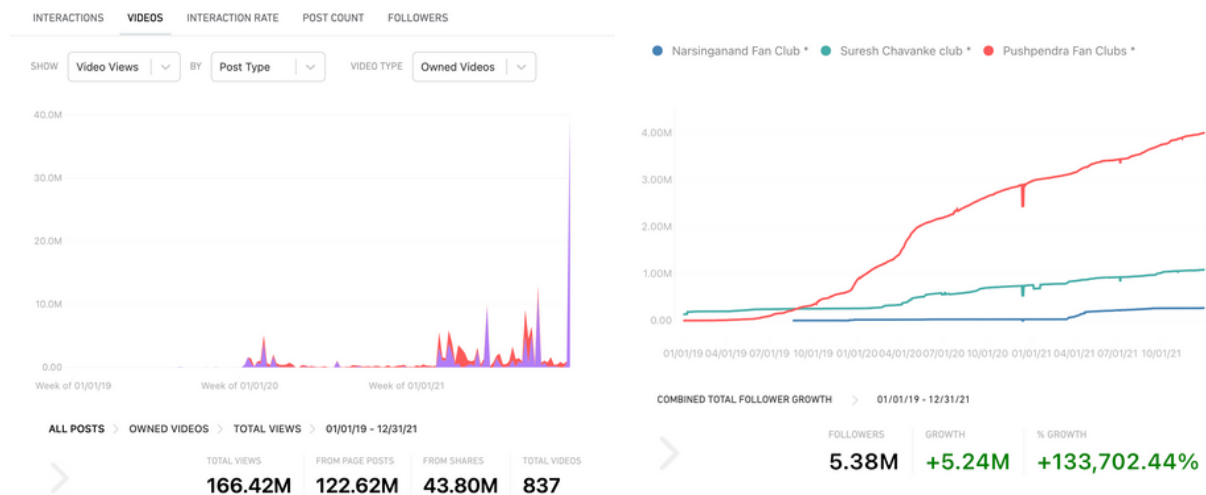 INTERACTIONS VIDEOS INTERACTION RATE POST COUNT FOLLOWERS
SHOW Video Views BY Post Type VIDEO TYPE Owned Videos
40.0M
30.0M
20.0M
10.0M
0.00
Week of 01/01/19 Week of 01/01/20 Week of 01/01/21
ALL POSTS > OWNED VIDEOS > TOTAL VIEWS > 01/01/19 - 12/31/21
TOTAL VIEWS FROM PAGE POSTS FROM SHARES TOTAL VIDEOS
166.42M 122.62M 43.80M 837
Narsinganand Fan Club * Suresh Chavanke club * Pushpendra Fan Clubs *
4.00M
3.00M
2.00M
1.00M
0.00
01/01/19 04/01/19 07/01/19 10/01/19 01/01/20 04/01/20 07/01/20 10/01/20 01/01/21 04/01/21 07/01/21 10/01/21
COMBINED TOTAL FOLLOWER GROWTH > 01/01/19 - 12/31/21
FOLLOWERS GROWTH % GROWTH
5.38M +5.24M +133,702.44%